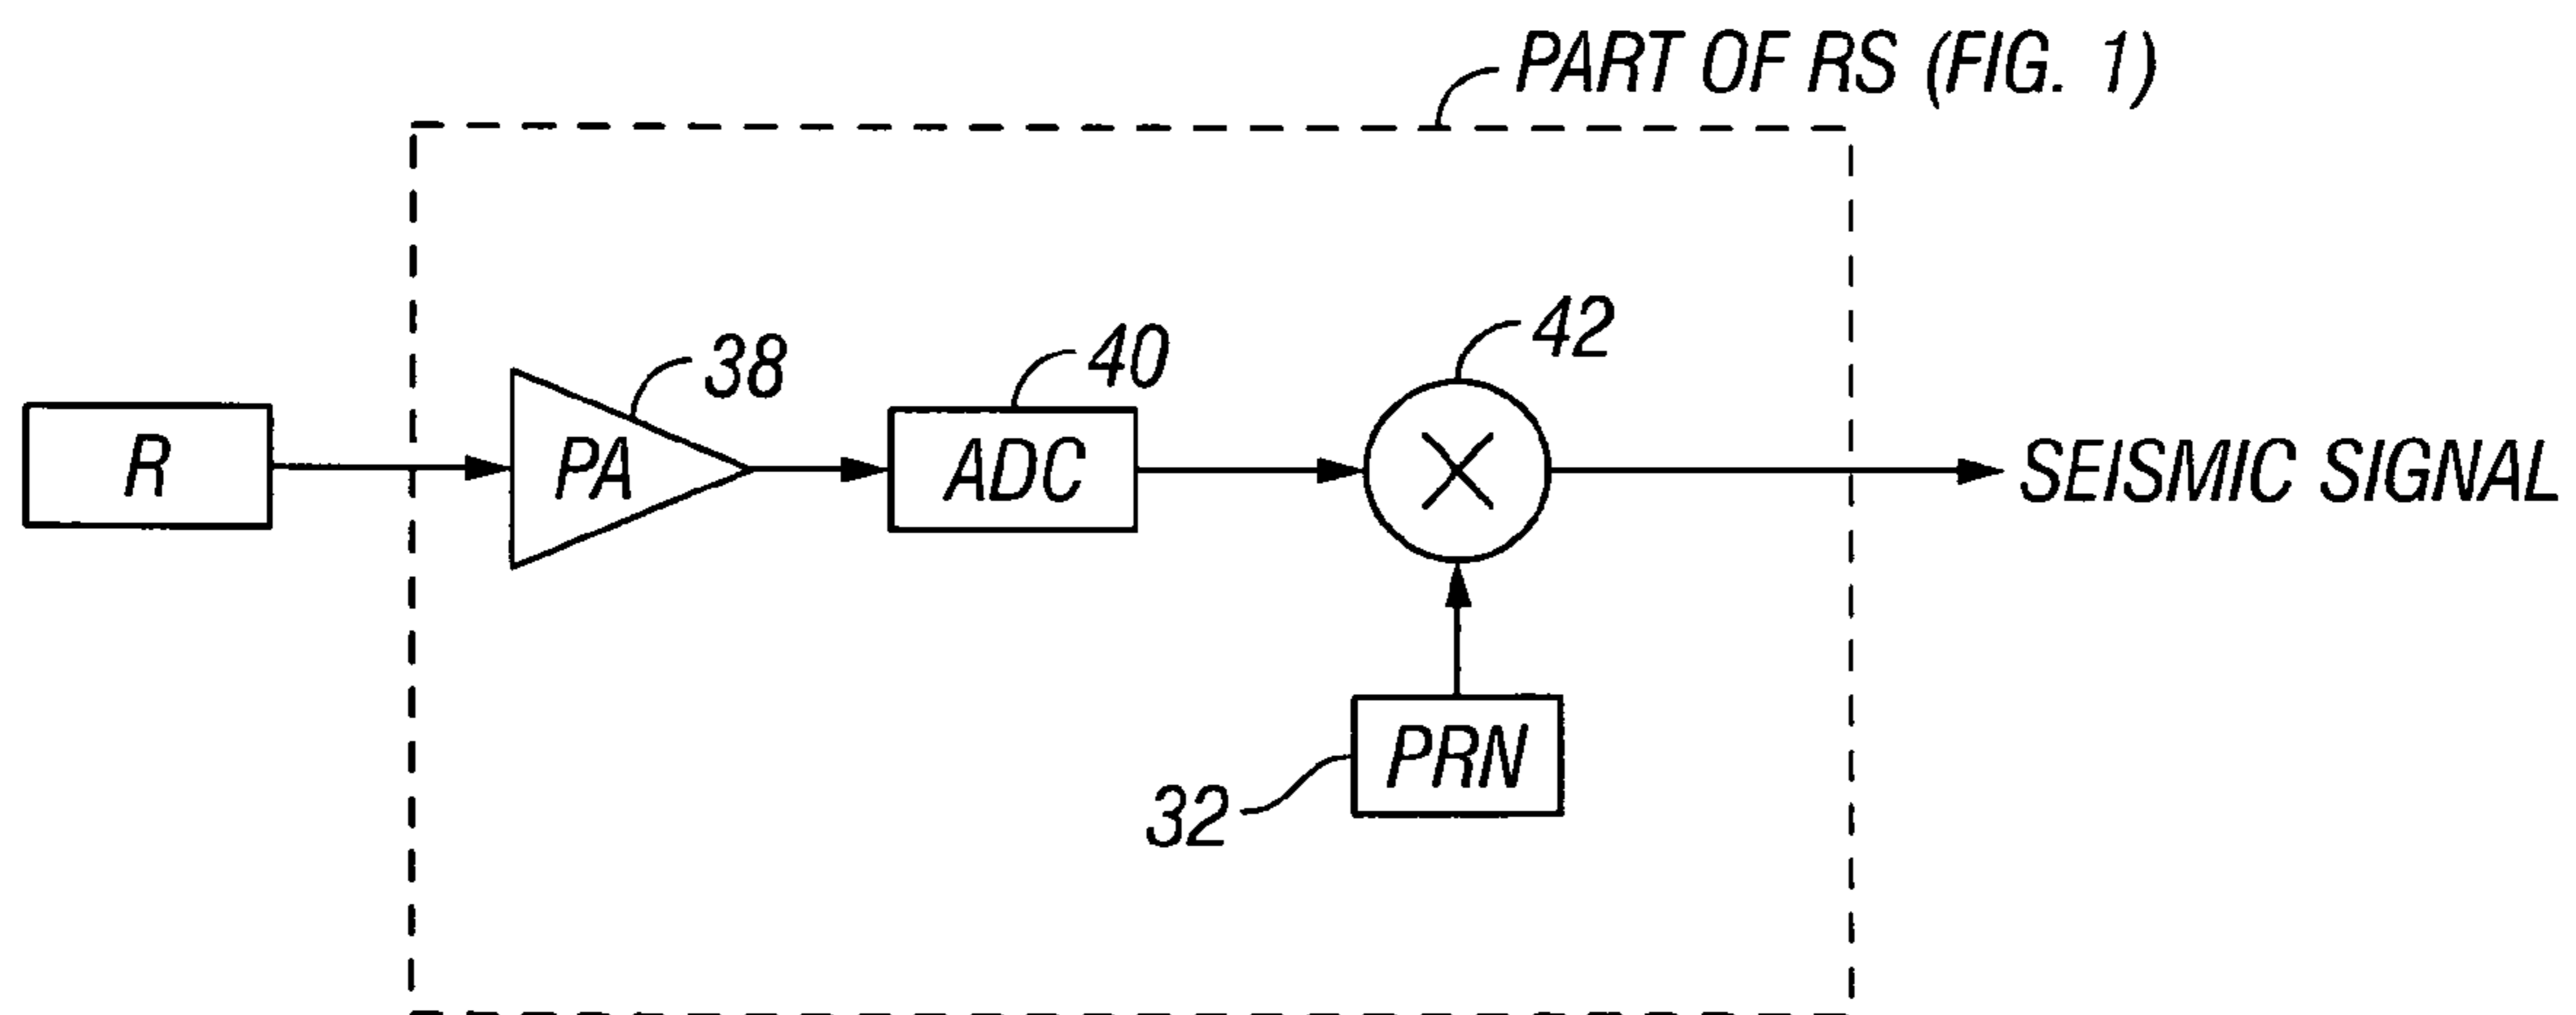 PART OF RS (FIG. 1)
42
40
38
R
PA
ADC
SEISMIC SIGNAL
PRN
32